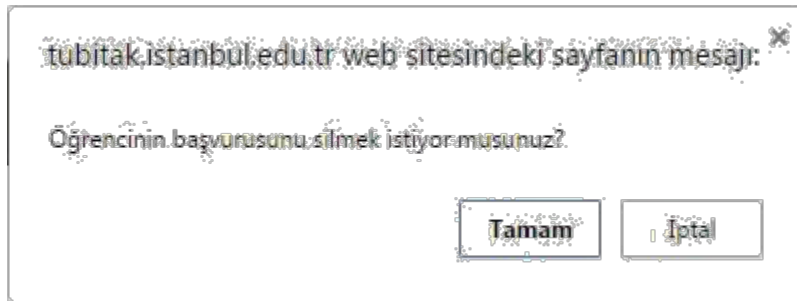 tubitak.istanbul.edu.tr web sitesindeki sayfanın mesajı:
Öğrencinin başvurusunu silmek istiyor musunuz?
Tamam İptal